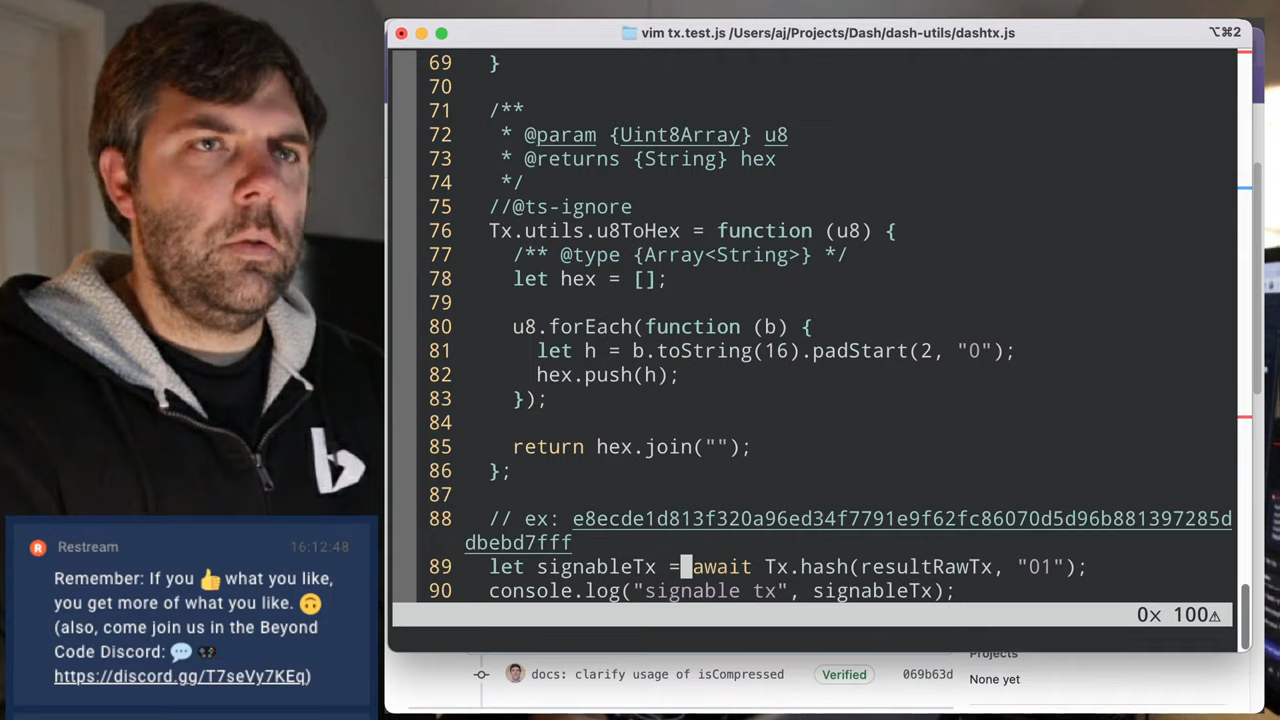 vim tx.test.js /Users/aj/Projects/Dash/dash-utils/dashtx.js
⌥⌘2
69 }
70
71 /**
72 * @param {Uint8Array} u8
73 * @returns {String} hex
74 */
75 //@ts-ignore
76 Tx.utils.u8ToHex = function (u8) {
77 /** @type {Array<String>} */
78 let hex = [];
79
80 u8.forEach(function (b) {
81 let h = b.toString(16).padStart(2, "0");
82 hex.push(h);
83 });
84
85 return hex.join("");
86 };
87
88 // ex: e8ecde1d813f320a96ed34f7791e9f62fc86070d5d96b881397285d
dbebd7fff
89 let signableTx = await Tx.hash(resultRawTx, "01");
90 console.log("signable tx", signableTx);
0x 100⚠
Restream 16:12:48
Remember: If you 👍 what you like,
you get more of what you like. 🙃
(also, come join us in the Beyond
Code Discord: 💬 🎮
https://discord.gg/T7seVy7KEq)
docs: clarify usage of isCompressed Verified 069b63d
Projects
None yet